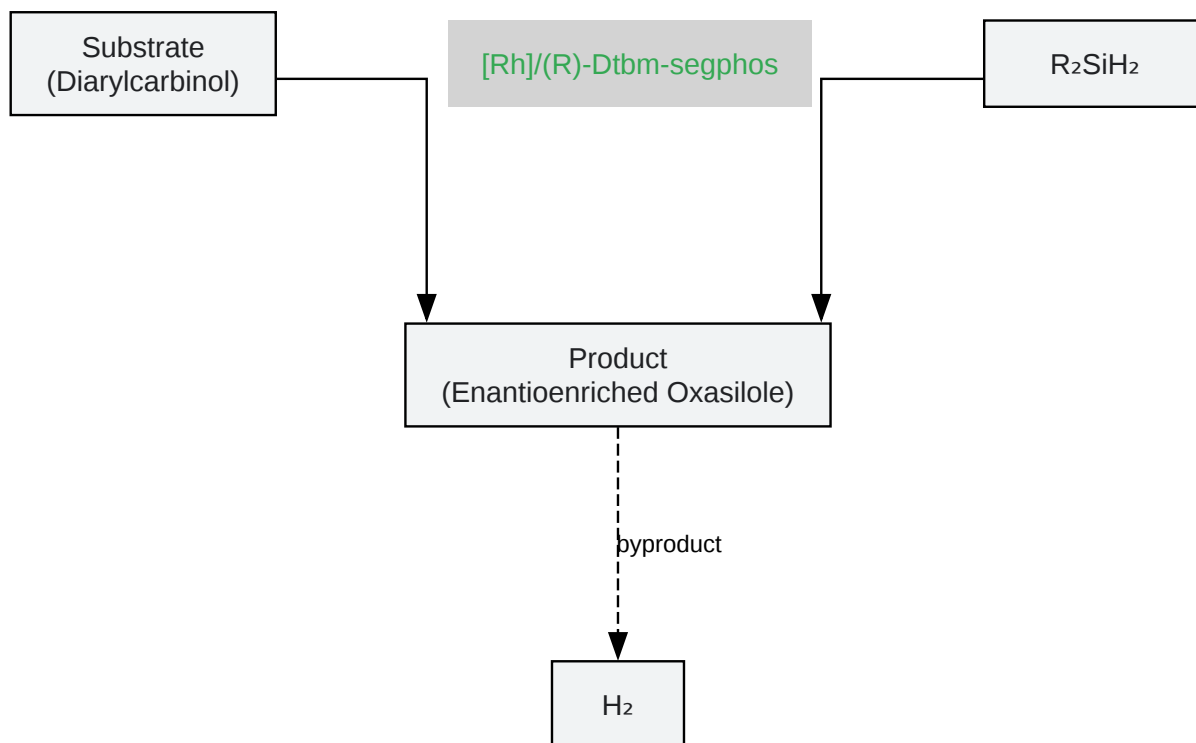 Substrate
(Diarylcarbinol)
[Rh]/(R)-Dtbm-segphos
R₂SiH₂
Product
(Enantioenriched Oxasilole)
byproduct
H₂